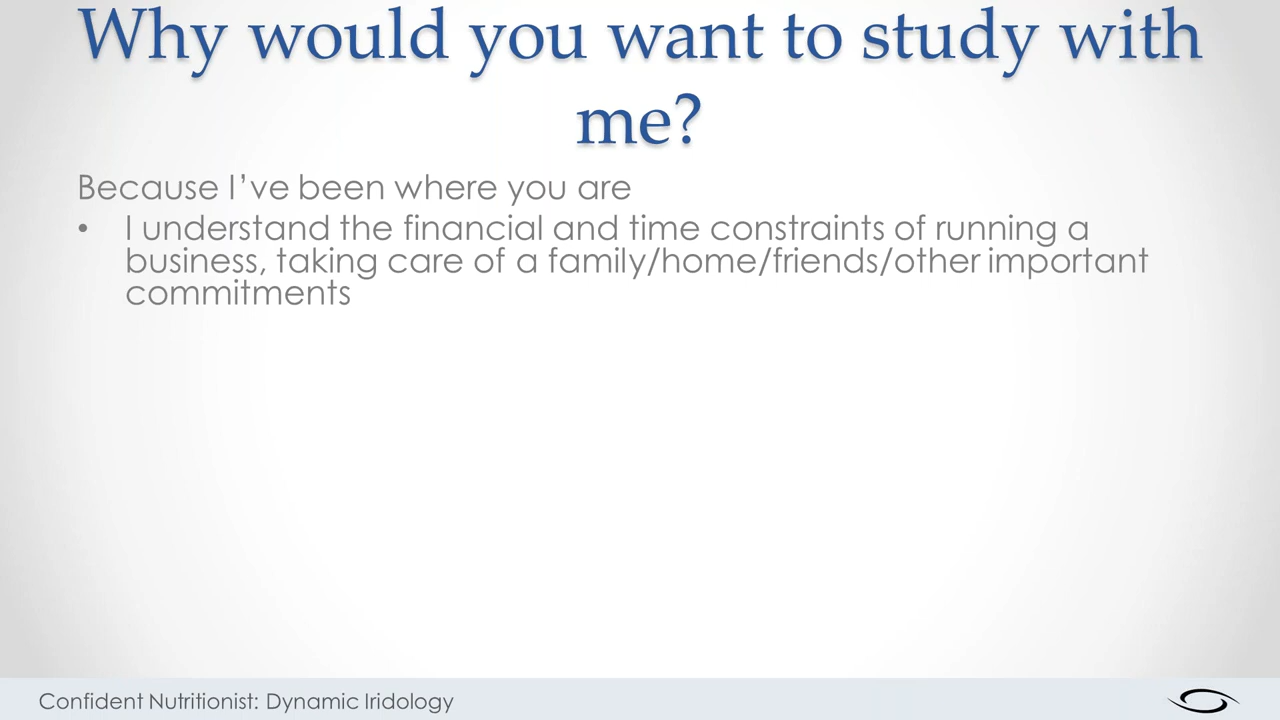 Why would you want to study with
me?
Because I’ve been where you are
• I understand the financial and time constraints of running a
business, taking care of a family/home/friends/other important
commitments
Confident Nutritionist: Dynamic Iridology